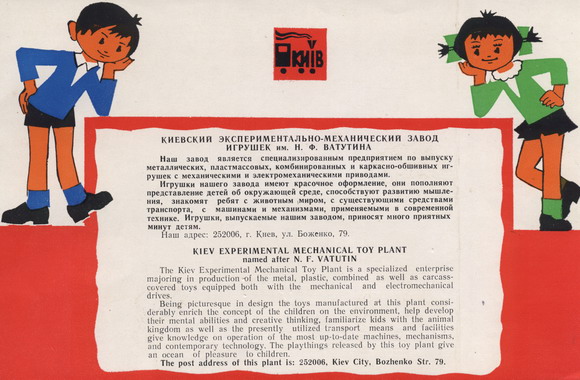 КИЇВ
КИЕВСКИЙ ЭКСПЕРИМЕНТАЛЬНО-МЕХАНИЧЕСКИЙ ЗАВОД
ИГРУШЕК им. Н. Ф. ВАТУТИНА
Наш завод является специализированным предприятием по выпуску
металлических, пластмассовых, комбинированных и каркасно-обшивных иг-
рушек с механическими и электромеханическими приводами.
Игрушки нашего завода имеют красочное оформление, они пополняют
представление детей об окружающей среде, способствуют развитию мышле-
ния, знакомят ребят с животным миром, с существующими средствами
транспорта, с машинами и механизмами, применяемыми в современной
технике. Игрушки, выпускаемые нашим заводом, приносят много приятных
минут детям.
Наш адрес: 252006, г. Киев, ул. Боженко, 79.
KIEV EXPERIMENTAL MECHANICAL TOY PLANT
named after N. F. VATUTIN
The Kiev Experimental Mechanical Toy Plant is a specialized enterprise
majoring in production of the metal, plastic, combined as well as carcass-
covered toys equipped both with the mechanical and electromechanical
drives.
Being picturesque in design the toys manufactured at this plant consi-
derably enrich the concept of the children on the environment, help develop
their mental abilities and creative thinking, familiarize kids with the animal
kingdom as well as the presently utilized transport means and facilities
give knowledge on operation of the most up-to-date machines, mechanisms,
and contemporary technology. The playthings released by this toy plant give
an ocean of pleasure to children.
The post address of this plant is: 252006, Kiev City, Bozhenko Str. 79.